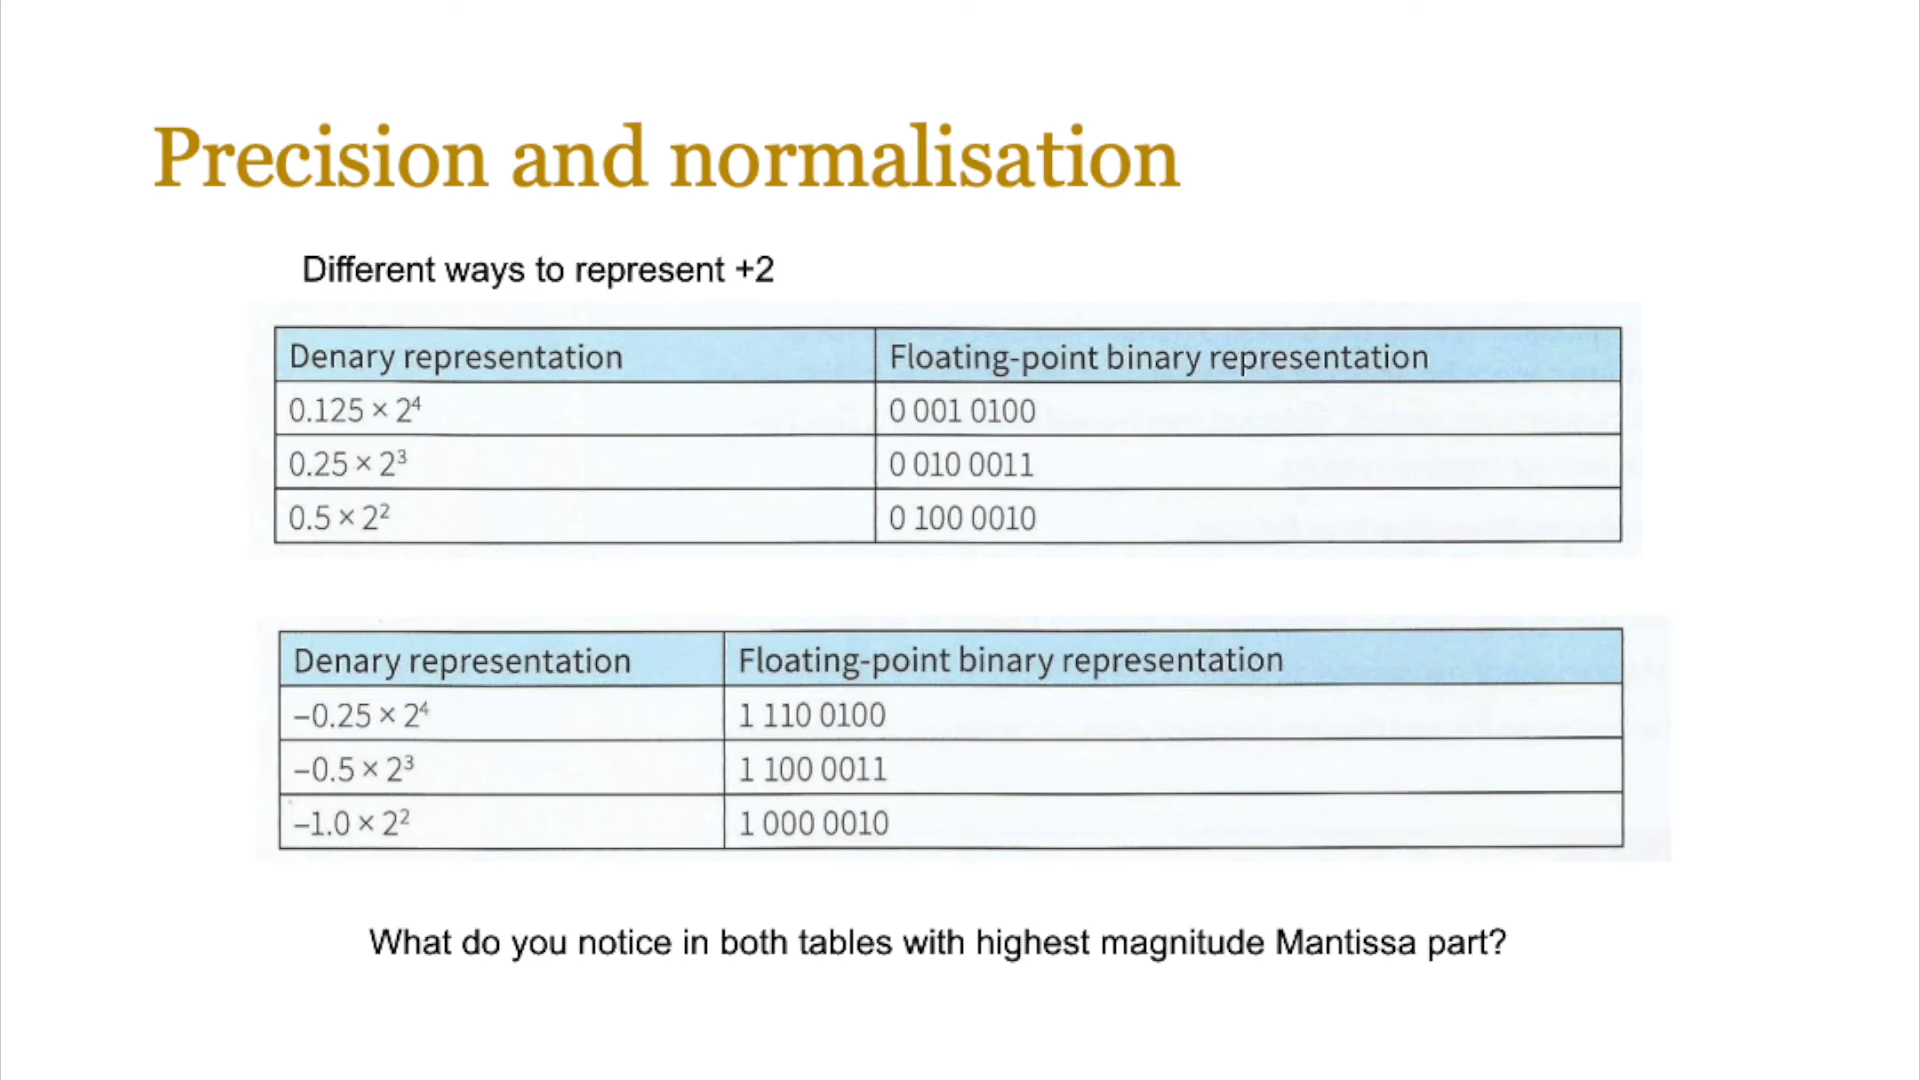 Precision and normalisation
Different ways to represent +2
Denary representation Floating-point binary representation
0.125 × 2⁴ 0 001 0100
0.25 × 2³ 0 010 0011
0.5 × 2² 0 100 0010
Denary representation Floating-point binary representation
–0.25 × 2⁴ 1 110 0100
–0.5 × 2³ 1 100 0011
–1.0 × 2² 1 000 0010
What do you notice in both tables with highest magnitude Mantissa part?